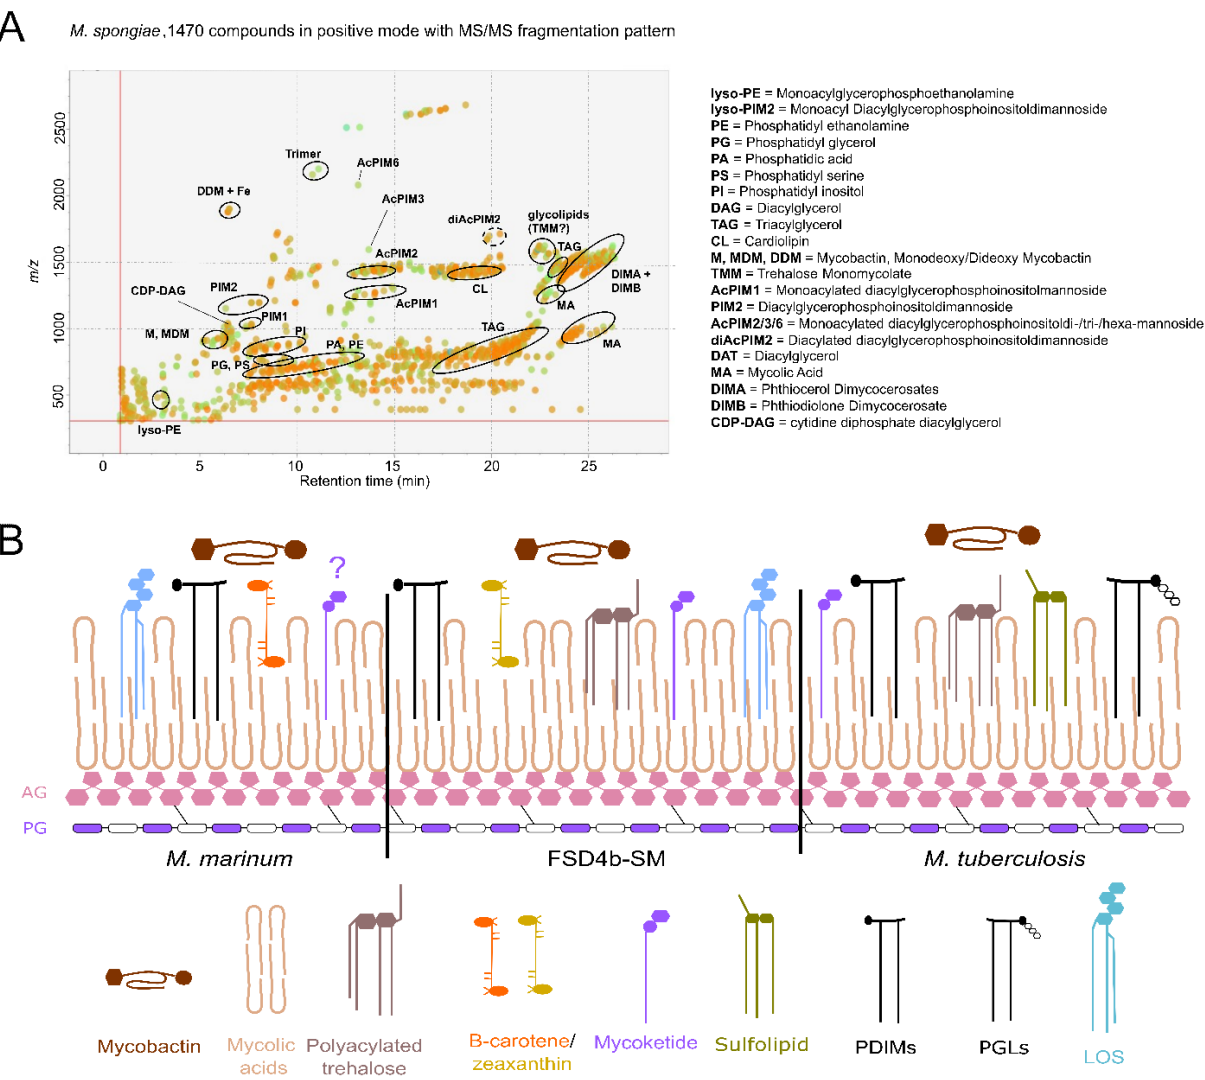 A
M. spongiae, 1470 compounds in positive mode with MS/MS fragmentation pattern
m/z
2500
2000
1500
1000
500
0
5
10
15
20
25
Retention time (min)
Trimer
AcPIM6
DDM + Fe
AcPIM3
diAcPIM2
glycolipids
(TMM?)
TAG
AcPIM2
CL
DIMA +
DIMB
CDP-DAG
PIM2
AcPIM1
MA
PIM1
M, MDM
PI
TAG
PA, PE
MA
PG, PS
lyso-PE
lyso-PE = Monoacylglycerophosphoethanolamine
lyso-PIM2 = Monoacyl Diacylglycerophosphoinositoldimannoside
PE = Phosphatidyl ethanolamine
PG = Phosphatidyl glycerol
PA = Phosphatidic acid
PS = Phosphatidyl serine
PI = Phosphatidyl inositol
DAG = Diacylglycerol
TAG = Triacylglycerol
CL = Cardiolipin
M, MDM, DDM = Mycobactin, Monodeoxy/Dideoxy Mycobactin
TMM = Trehalose Monomycolate
AcPIM1 = Monoacylated diacylglycerophosphoinositolmannoside
PIM2 = Diacylglycerophosphoinositoldimannoside
AcPIM2/3/6 = Monoacylated diacylglycerophosphoinositoldi-/tri-/hexa-mannoside
diAcPIM2 = Diacylated diacylglycerophosphoinositoldimannoside
DAT = Diacylglycerol
MA = Mycolic Acid
DIMA = Phthiocerol Dimycocerosates
DIMB = Phthiodiolone Dimycocerosate
CDP-DAG = cytidine diphosphate diacylglycerol
B
?
AG
PG
M. marinum
FSD4b-SM
M. tuberculosis
Mycobactin
Mycolic
acids
Polyacylated
trehalose
B-carotene/
zeaxanthin
Mycoketide
Sulfolipid
PDIMs
PGLs
LOS